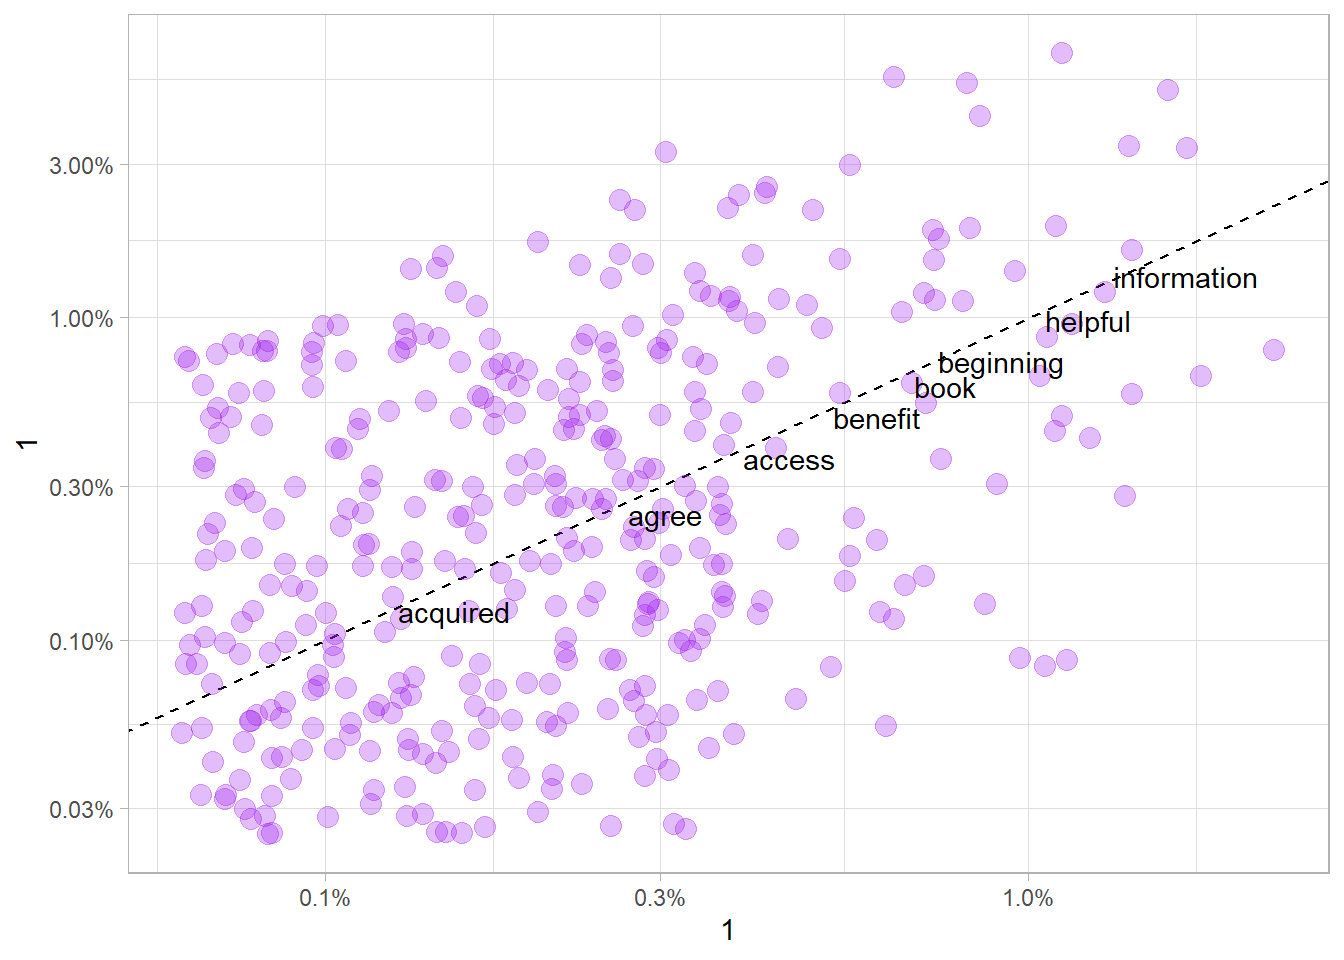 3.00%
1.00%
0.30%
0.10%
0.03%
1
information
helpful
beginning
book
benefit
access
agree
acquired
0.1%
0.3%
1.0%
1